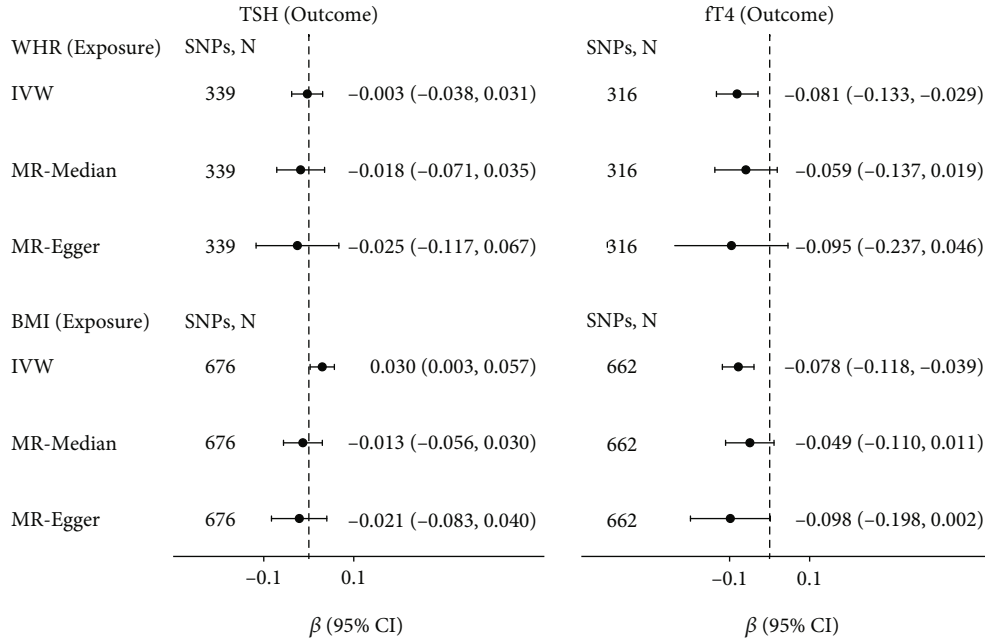 TSH (Outcome) fT4 (Outcome)
WHR (Exposure) SNPs, N SNPs, N
IVW 339 –0.003 (–0.038, 0.031) 316 –0.081 (–0.133, –0.029)
MR-Median 339 –0.018 (–0.071, 0.035) 316 –0.059 (–0.137, 0.019)
MR-Egger 339 –0.025 (–0.117, 0.067) 316 –0.095 (–0.237, 0.046)
BMI (Exposure) SNPs, N SNPs, N
IVW 676 0.030 (0.003, 0.057) 662 –0.078 (–0.118, –0.039)
MR-Median 676 –0.013 (–0.056, 0.030) 662 –0.049 (–0.110, 0.011)
MR-Egger 676 –0.021 (–0.083, 0.040) 662 –0.098 (–0.198, 0.002)
–0.1 0.1 –0.1 0.1
β (95% CI) β (95% CI)